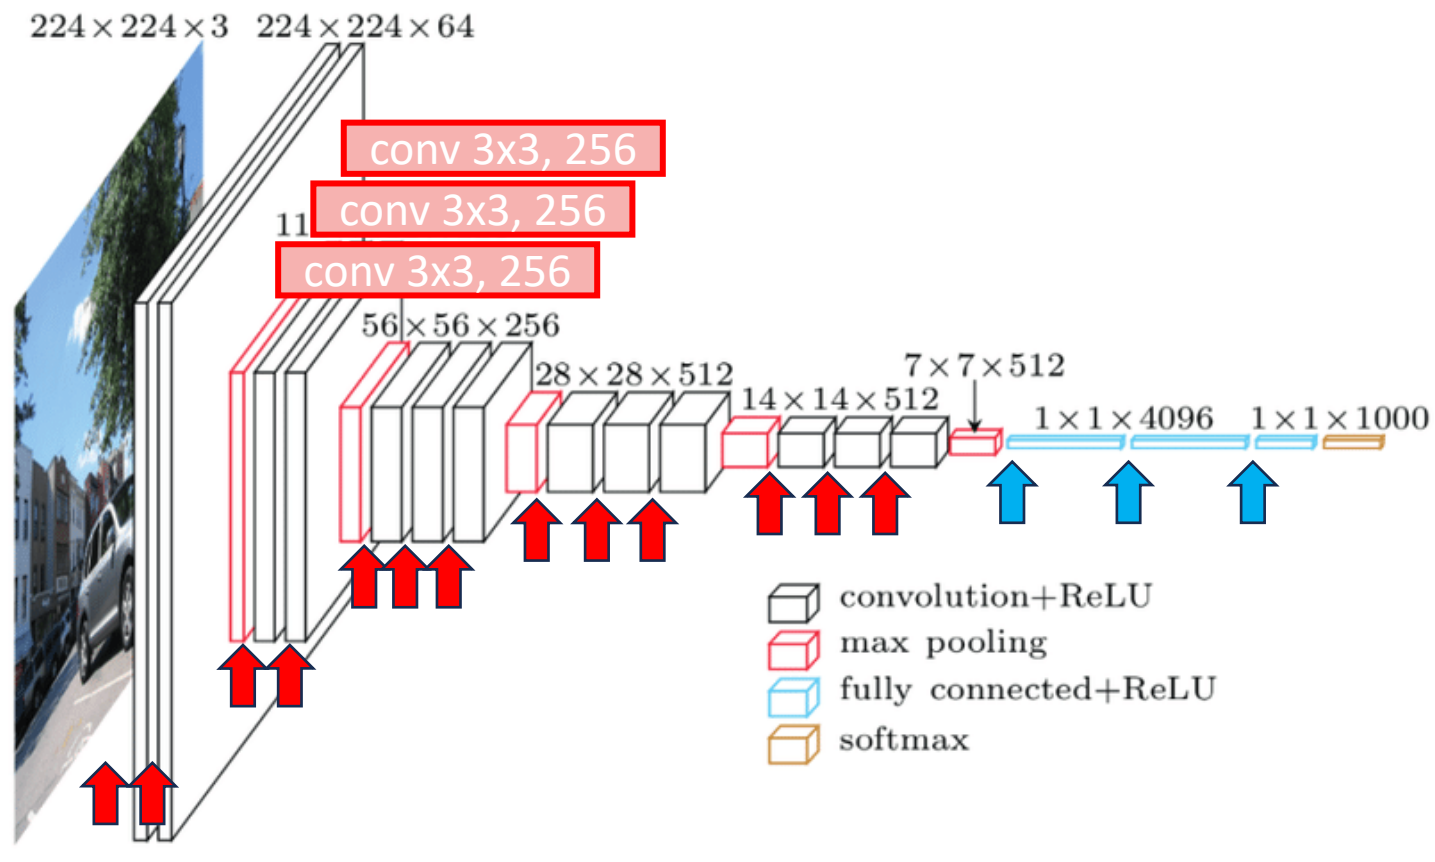 224×224×3
224×224×64
conv 3x3, 256
conv 3x3, 256
11
conv 3x3, 256
56×56×256
28×28×512
14×14×512
7×7×512
1×1×4096
1×1×1000
convolution+ReLU
max pooling
fully connected+ReLU
softmax